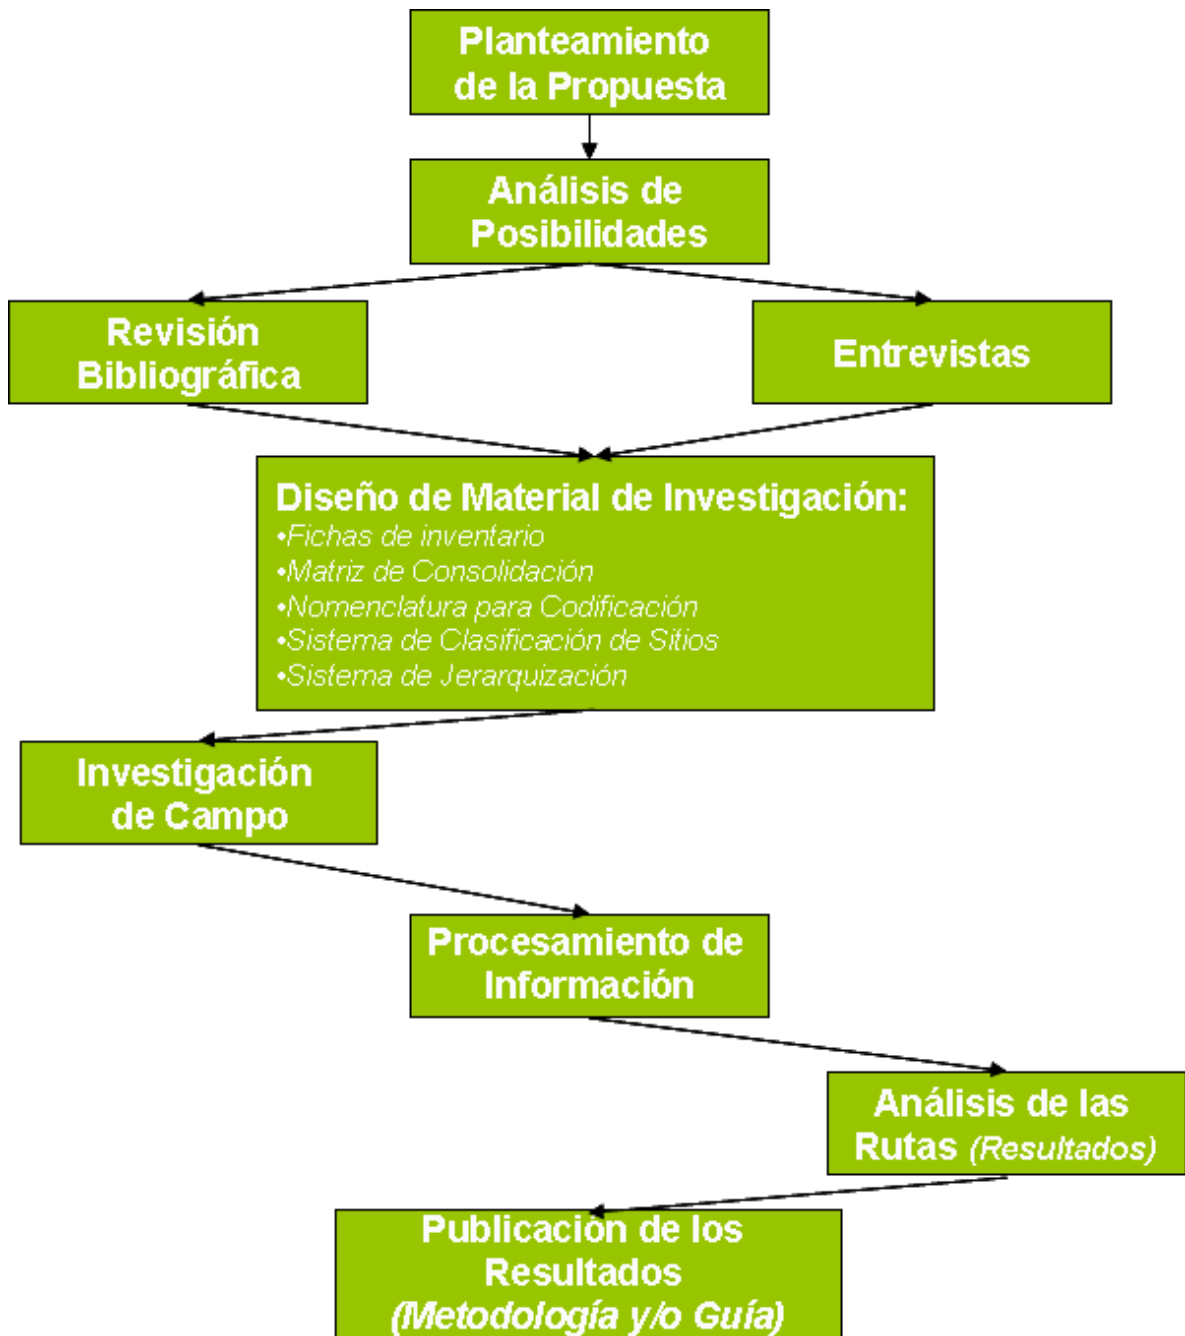 Planteamiento
de la Propuesta
Análisis de
Posibilidades
Revisión
Bibliográfica
Entrevistas
Diseño de Material de Investigación:
•Fichas de inventario
•Matriz de Consolidación
•Nomenclatura para Codificación
•Sistema de Clasificación de Sitios
•Sistema de Jerarquización
Investigación
de Campo
Procesamiento de
Información
Análisis de las
Rutas (Resultados)
Publicación de los
Resultados
(Metodología y/o Guía)